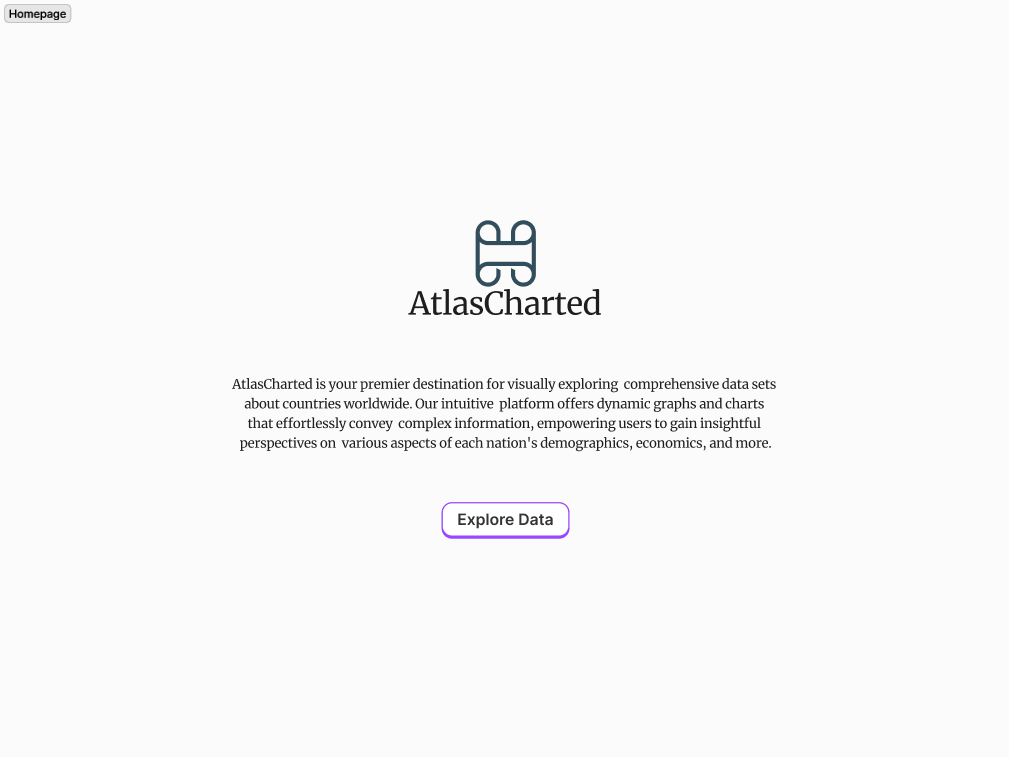 Homepage
AtlasCharted
AtlasCharted is your premier destination for visually exploring  comprehensive data sets
about countries worldwide. Our intuitive  platform offers dynamic graphs and charts
that effortlessly convey  complex information, empowering users to gain insightful
perspectives on  various aspects of each nation's demographics, economics, and more.
Explore Data